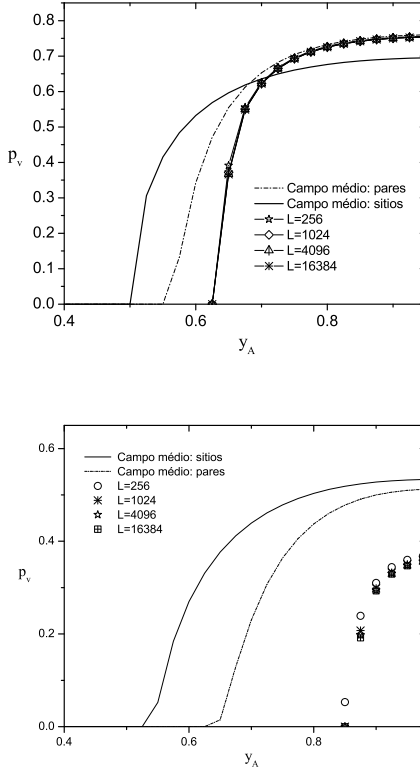 0.8
0.7
0.6
0.5
0.4
0.3
0.2
0.1
0.0
p_v
Campo médio: pares
Campo médio: sitios
L=256
L=1024
L=4096
L=16384
0.4 0.6 0.8
y_A
0.6
0.4
0.2
0.0
p_v
Campo médio: sitios
Campo médio: pares
L=256
L=1024
L=4096
L=16384
0.4 0.6 0.8
y_A